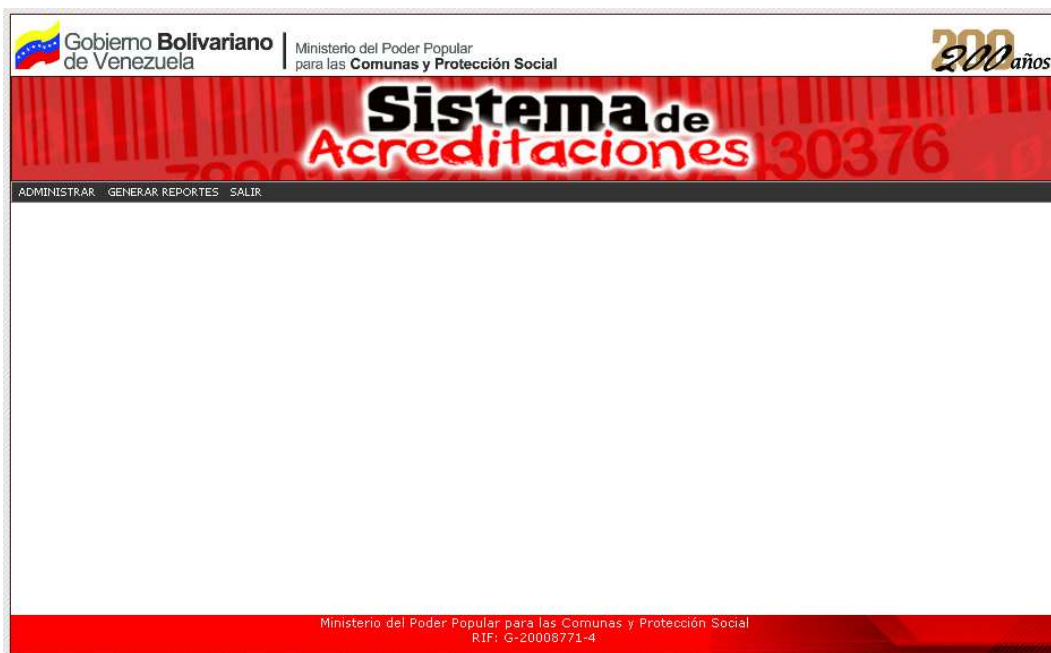 Gobierno Bolivariano
de Venezuela
Ministerio del Poder Popular
para las Comunas y Protección Social
200
200 años
Sistema de
Acreditaciones
30376
ADMINISTRAR GENERAR REPORTES SALIR
Ministerio del Poder Popular para las Comunas y Protección Social
RIF: G-20008771-4